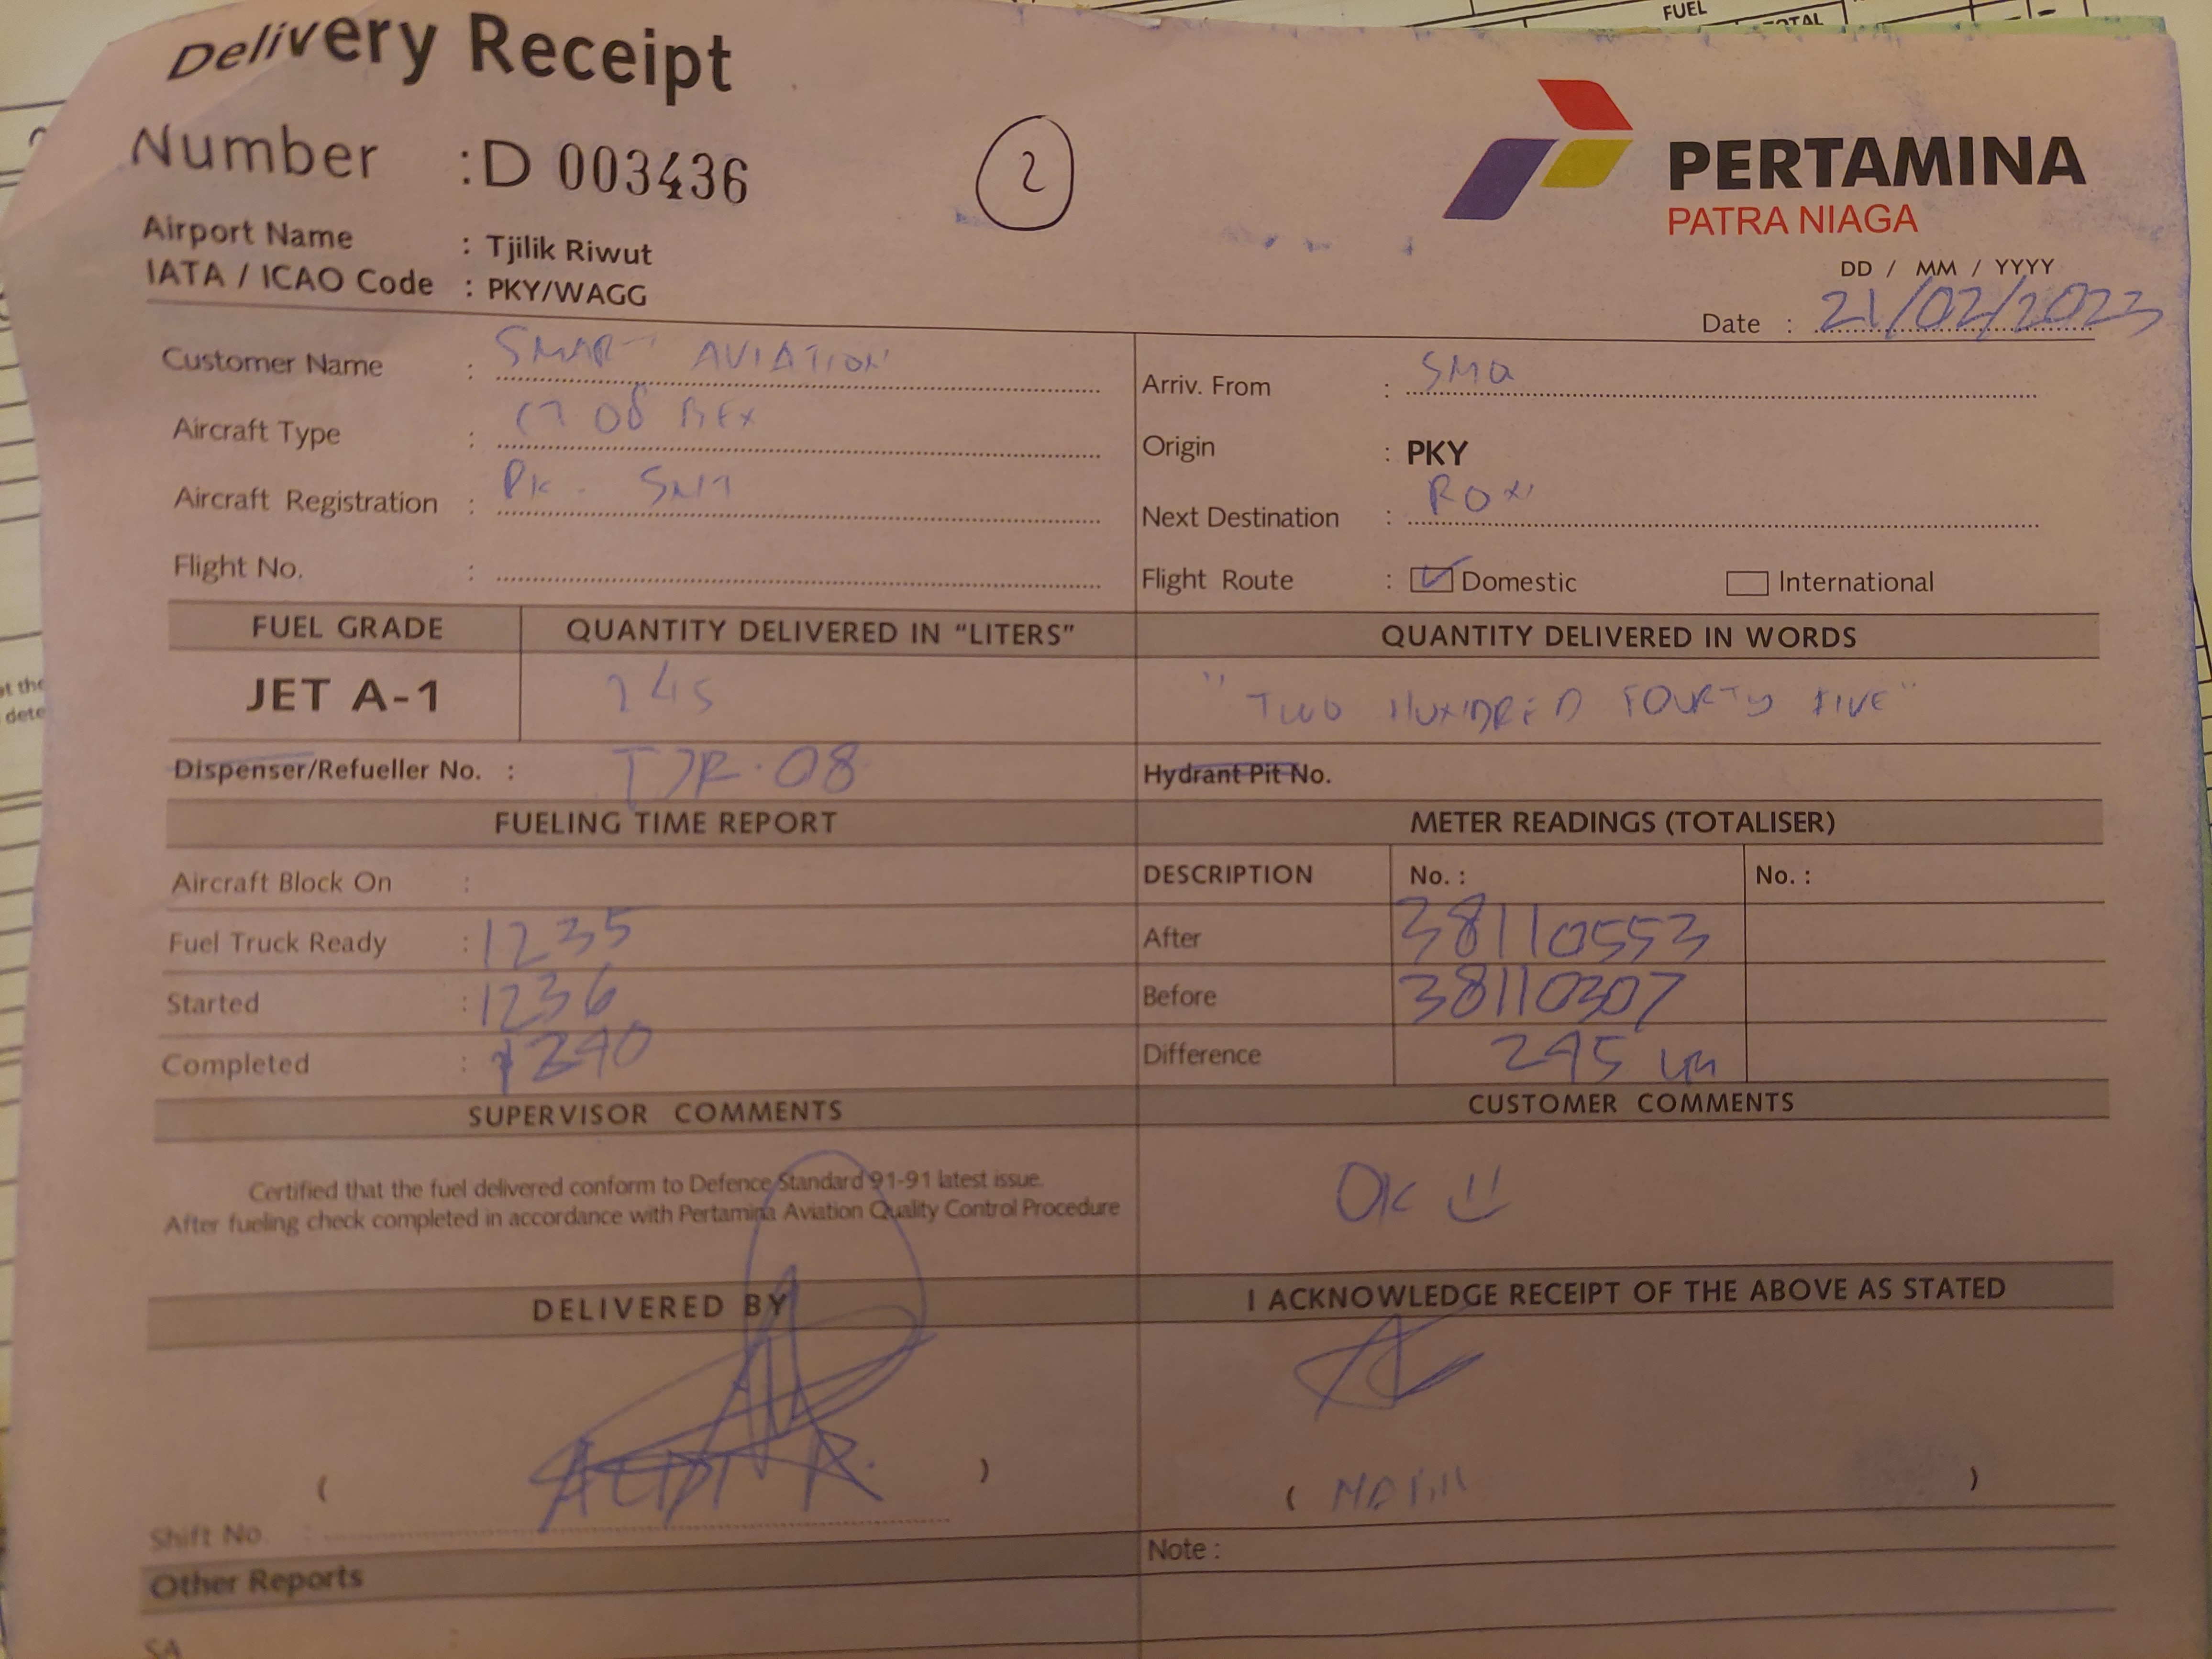 FUEL
TOTAL
Delivery Receipt
Number : D 003436
2
PERTAMINA
PATRA NIAGA
Airport Name : Tjilik Riwut
IATA / ICAO Code : PKY/WAGG
DD / MM / YYYY
Date : 21/02/2023
Customer Name : SMART AVIATION
Arriv. From : SMQ
Aircraft Type : C208 BEX
Origin : PKY
Aircraft Registration : PK -
Next Destination :
Flight No. :
Flight Route : Domestic International
FUEL GRADE QUANTITY DELIVERED IN “LITERS” QUANTITY DELIVERED IN WORDS
JET A-1 245 "TWO HUNDRED FOURTY FIVE"
Dispenser/Refueller No. : TJR.08
Hydrant Pit No.
FUELING TIME REPORT METER READINGS (TOTALISER)
Aircraft Block On :
DESCRIPTION No. : No. :
Fuel Truck Ready : 1235
After 38110553
Started : 1236
Before 38110307
Completed : 1240
Difference 245
SUPERVISOR COMMENTS CUSTOMER COMMENTS
Certified that the fuel delivered conform to Defence Standard 91-91 latest issue.
After fueling check completed in accordance with Pertamina Aviation Quality Control Procedure
OK
DELIVERED BY I ACKNOWLEDGE RECEIPT OF THE ABOVE AS STATED
( R. ) ( )
Shift No. :
Note :
Other Reports
SA :